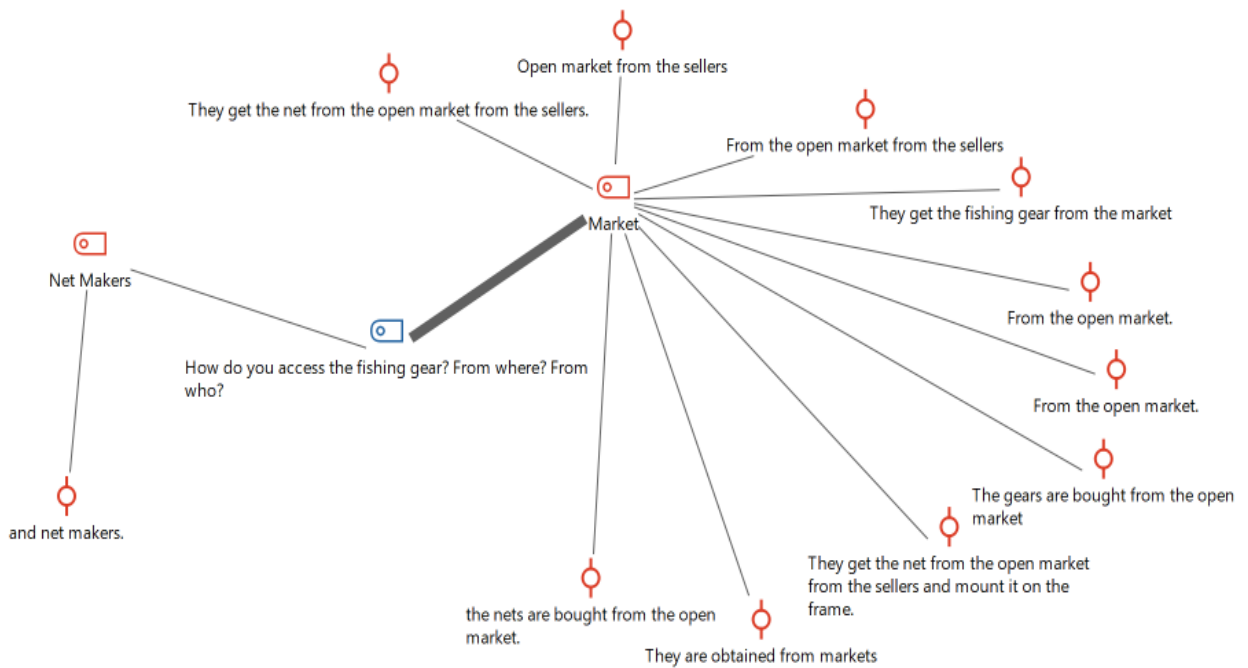 Open market from the sellers
They get the net from the open market from the sellers.
From the open market from the sellers
They get the fishing gear from the market
Market
Net Makers
From the open market.
How do you access the fishing gear? From where? From
who?
From the open market.
The gears are bought from the open
market
and net makers.
They get the net from the open market
from the sellers and mount it on the
frame.
the nets are bought from the open
market.
They are obtained from markets